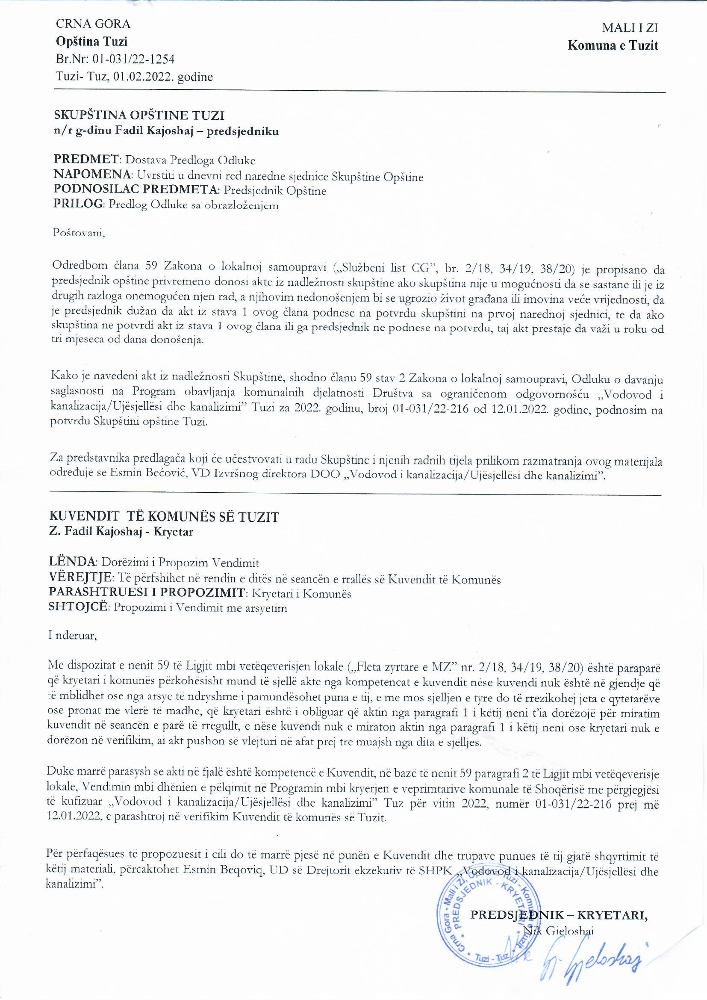 CRNA GORA
Opština Tuzi
Br.Nr: 01-031/22-1254
Tuzi- Tuz, 01.02.2022. godine
MALI I ZI
Komuna e Tuzit
SKUPŠTINA OPŠTINE TUZI
n/r g-dinu Fadil Kajoshaj – predsjedniku
PREDMET: Dostava Predloga Odluke
NAPOMENA: Uvrstiti u dnevni red naredne sjednice Skupštine Opštine
PODNOSILAC PREDMETA: Predsjednik Opštine
PRILOG: Predlog Odluke sa obrazloženjem
Poštovani,
Odredbom člana 59 Zakona o lokalnoj samoupravi („Službeni list CG”, br. 2/18, 34/19, 38/20) je propisano da
predsjednik opštine privremeno donosi akte iz nadležnosti skupštine ako skupština nije u mogućnosti da se sastane ili je iz
drugih razloga onemogućen njen rad, a njihovim nedonošenjem bi se ugrozio život građana ili imovina veće vrijednosti, da
je predsjednik dužan da akt iz stava 1 ovog člana podnese na potvrdu skupštini na prvoj narednoj sjednici, te da ako
skupština ne potvrdi akt iz stava 1 ovog člana ili ga predsjednik ne podnese na potvrdu, taj akt prestaje da važi u roku od
tri mjeseca od dana donošenja.
Kako je navedeni akt iz nadležnosti Skupštine, shodno članu 59 stav 2 Zakona o lokalnoj samoupravi, Odluku o davanju
saglasnosti na Program obavljanja komunalnih djelatnosti Društva sa ograničenom odgovornošću „Vodovod i
kanalizacija/Ujësjellësi dhe kanalizimi” Tuzi za 2022. godinu, broj 01-031/22-216 od 12.01.2022. godine, podnosim na
potvrdu Skupštini opštine Tuzi.
Za predstavnika predlagača koji će učestvovati u radu Skupštine i njenih radnih tijela prilikom razmatranja ovog materijala
određuje se Esmin Bećović, VD Izvršnog direktora DOO „Vodovod i kanalizacija/Ujësjellësi dhe kanalizimi”.
KUVENDIT TË KOMUNËS SË TUZIT
Z. Fadil Kajoshaj - Kryetar
LËNDA: Dorëzimi i Propozim Vendimit
VËREJTJE: Të përfshihet në rendin e ditës në seancën e rrallës së Kuvendit të Komunës
PARASHTRUESI I PROPOZIMIT: Kryetari i Komunës
SHTOJCË: Propozimi i Vendimit me arsyetim
I nderuar,
Me dispozitat e nenit 59 të Ligjit mbi vetëqeverisjen lokale („Fleta zyrtare e MZ” nr. 2/18, 34/19, 38/20) është paraparë
që kryetari i komunës përkohësisht mund të sjellë akte nga kompetencat e kuvendit nëse kuvendi nuk është në gjendje që
të mblidhet ose nga arsye të ndryshme i pamundësohet puna e tij, e me mos sjelljen e tyre do të rrezikohej jeta e qytetarëve
ose pronat me vlerë të madhe, që kryetari është i obliguar që aktin nga paragrafi 1 i këtij neni t’ia dorëzojë për miratim
kuvendit në seancën e parë të rregullt, e nëse kuvendi nuk e miraton aktin nga paragrafi 1 i këtij neni ose kryetari nuk e
dorëzon në verifikim, ai akt pushon së vlejturi në afat prej tre muajsh nga dita e sjelljes.
Duke marrë parasysh se akti në fjalë është kompetencë e Kuvendit, në bazë të nenit 59 paragrafi 2 të Ligjit mbi vetëqeverisje
lokale, Vendimin mbi dhënien e pëlqimit në Programin mbi kryerjen e veprimtarive komunale të Shoqërisë me përgjegjësi
të kufizuar „Vodovod i kanalizacija/Ujësjellësi dhe kanalizimi” Tuz për vitin 2022, numër 01-031/22-216 prej më
12.01.2022, e parashtroj në verifikim Kuvendit të komunës së Tuzit.
Për përfaqësues të propozuesit i cili do të marrë pjesë në punën e Kuvendit dhe trupave punues të tij gjatë shqyrtimit të
këtij materiali, përcaktohet Esmin Beqoviq, UD së Drejtorit ekzekutiv të SHPK „Vodovod i kanalizacija/Ujësjellësi dhe
kanalizimi”.
PREDSJEDNIK – KRYETARI,
Nik Gjeloshaj
Crna Gora - Mali i Zi, Opština Tuzi - Komuna e Tuzit
PREDSJEDNIK - KRYETARI
Tuzi - Tuz
Nik Gjeloshaj